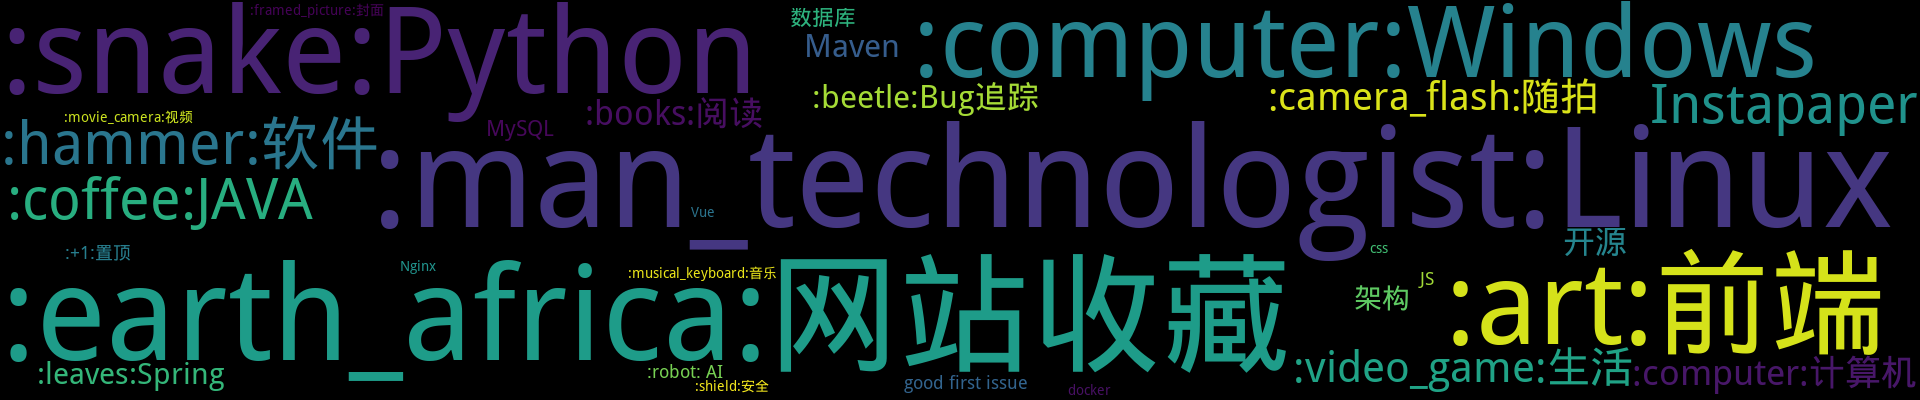 :framed_picture:封面
:snake:Python
数据库
Maven
:computer:Windows
:beetle:Bug追踪
:camera_flash:随拍
Instapaper
:movie_camera:视频
:books:阅读
MySQL
:hammer:软件
:man_technologist:Linux
:coffee:JAVA
Vue
:+1:置顶
Nginx
:musical_keyboard:音乐
开源
css
JS
架构
:earth_africa:网站收藏
:art:前端
:leaves:Spring
:robot: AI
:shield:安全
good first issue
docker
:video_game:生活
:computer:计算机